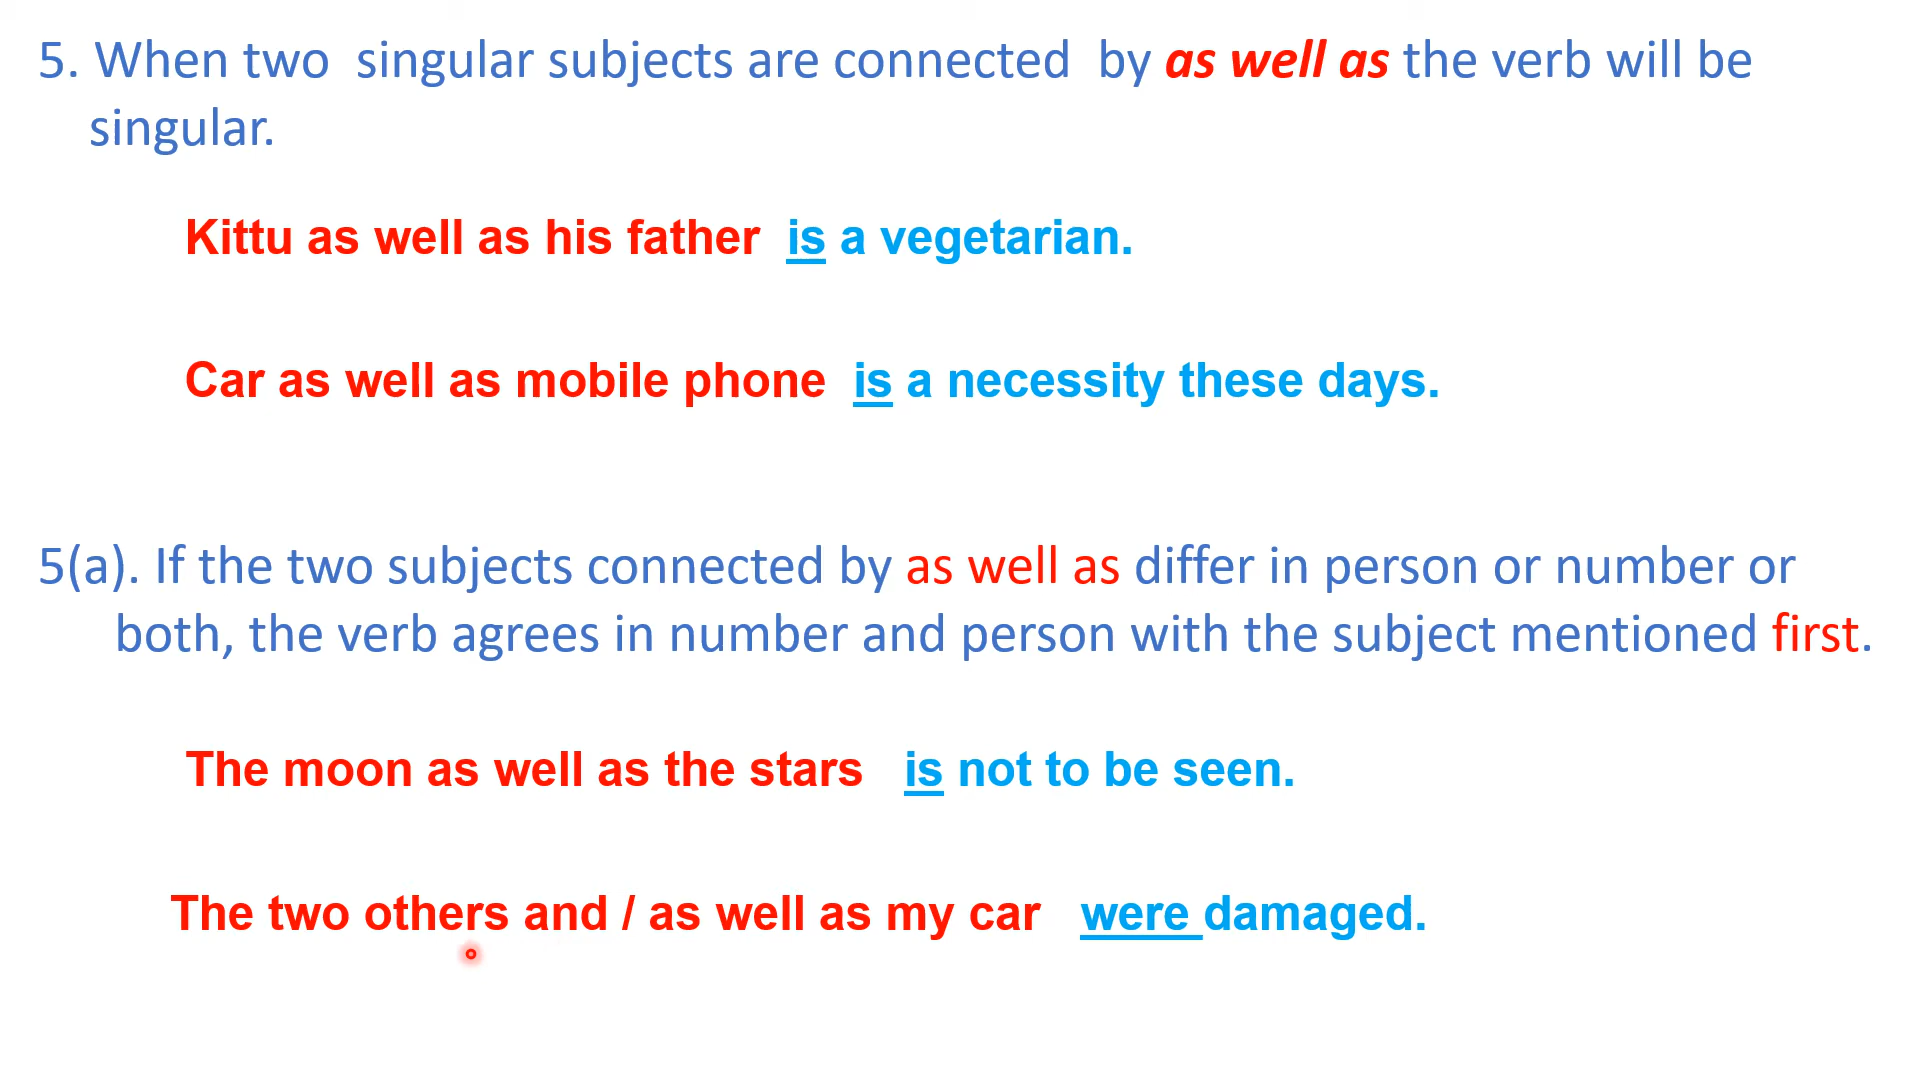 5. When two singular subjects are connected by as well as the verb will be
singular.
Kittu as well as his father is a vegetarian.
Car as well as mobile phone is a necessity these days.
5(a). If the two subjects connected by as well as differ in person or number or
both, the verb agrees in number and person with the subject mentioned first.
The moon as well as the stars is not to be seen.
The two others and / as well as my car were damaged.